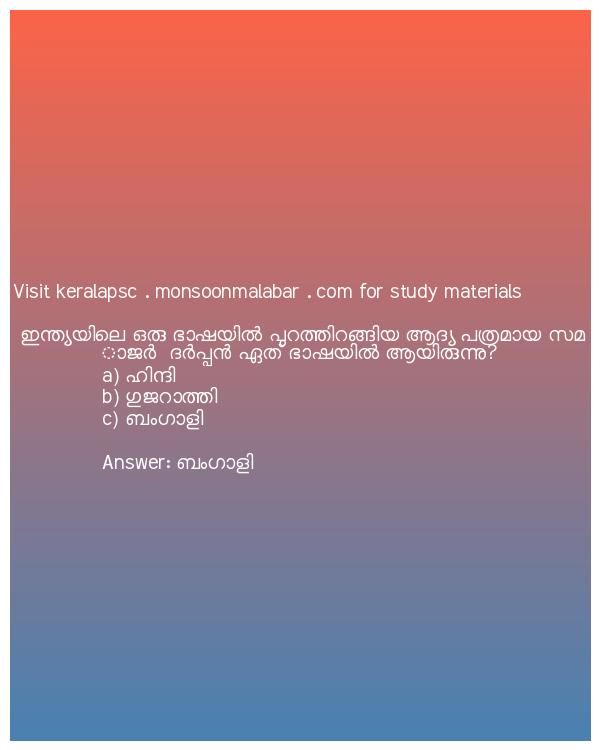 Visit keralapsc . monsoonmalabar . com for study materials
ഇന്ത്യയിലെ ഒരു ഭാഷയിൽ പുറത്തിറങ്ങിയ ആദ്യ പത്രമായ സമ
ാജർ ദർപ്പൻ ഏത് ഭാഷയിൽ ആയിരുന്നു?
a) ഹിന്ദി
b) ഗുജറാത്തി
c) ബംഗാളി
Answer: ബംഗാളി